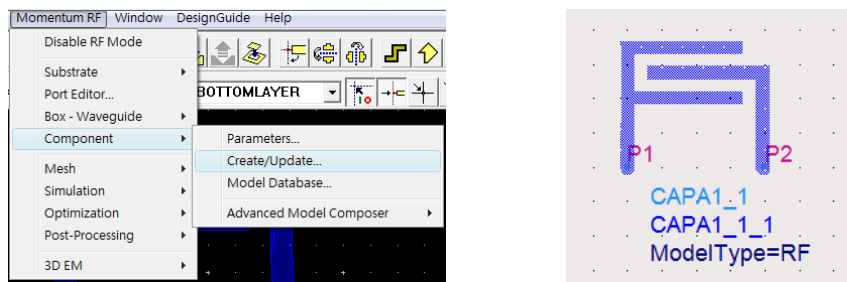 Momentum RF Window DesignGuide Help
Disable RF Mode
Substrate
Port Editor...
Box - Waveguide
BOTTOMLAYER
Component
Parameters...
Create/Update...
Model Database...
Advanced Model Composer
Mesh
Simulation
Optimization
Post-Processing
3D EM
P1 P2
CAPA1_1
CAPA1_1_1
ModelType=RF